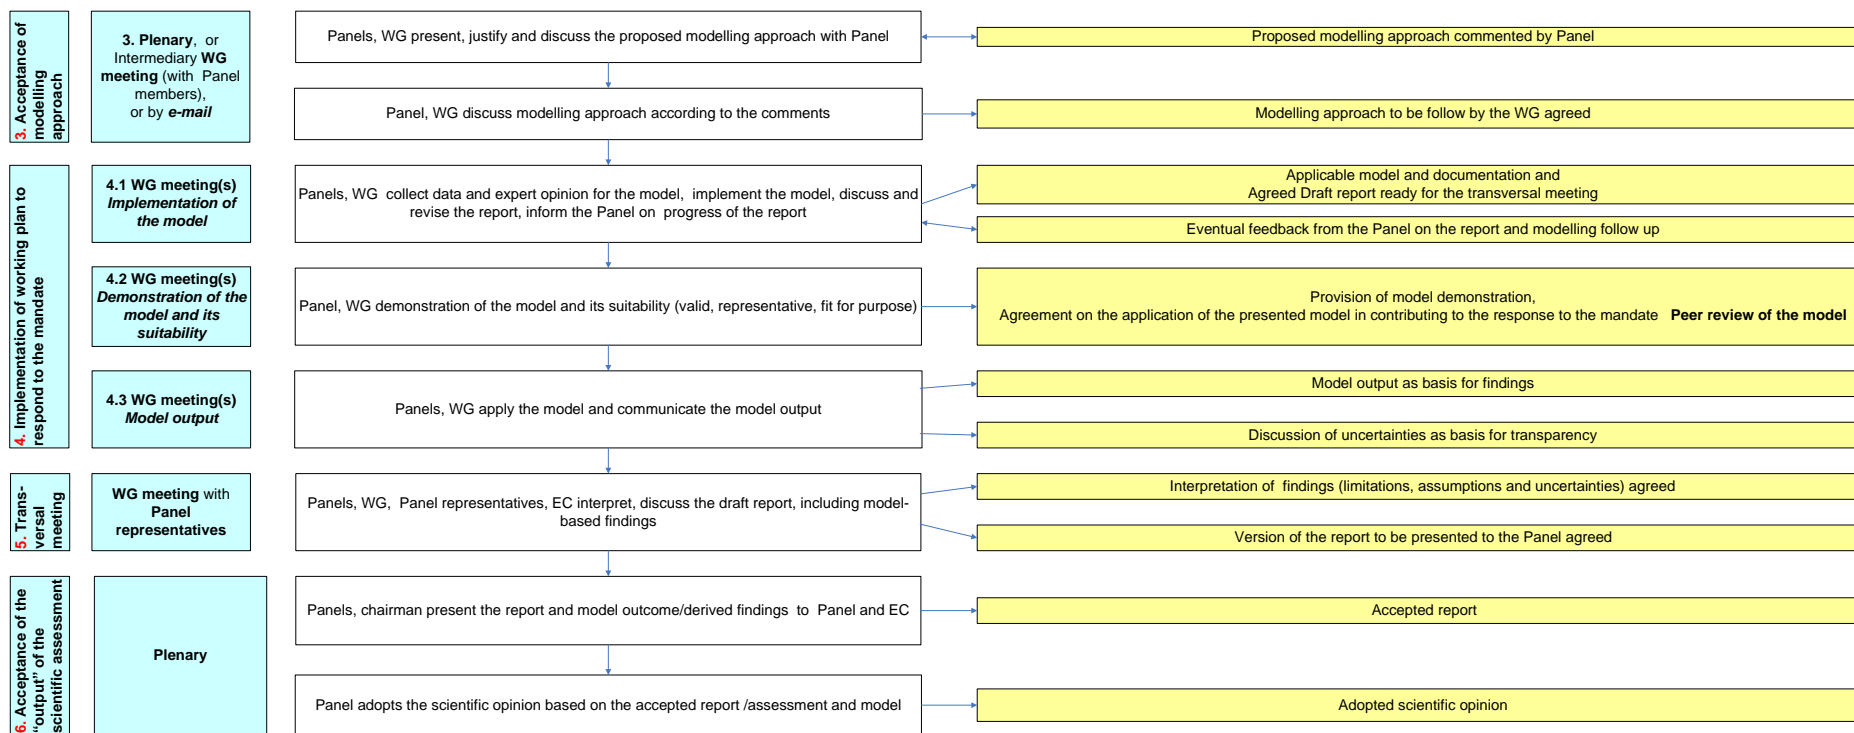 3. Acceptance of
modelling
approach
3. Plenary, or
Intermediary WG
meeting (with Panel
members),
or by e-mail
Panels, WG present, justify and discuss the proposed modelling approach with Panel
Proposed modelling approach commented by Panel
Panel, WG discuss modelling approach according to the comments
Modelling approach to be follow by the WG agreed
4. Implementation of working plan to
respond to the mandate
4.1 WG meeting(s)
Implementation of
the model
Panels, WG collect data and expert opinion for the model, implement the model, discuss and
revise the report, inform the Panel on progress of the report
Applicable model and documentation and
Agreed Draft report ready for the transversal meeting
Eventual feedback from the Panel on the report and modelling follow up
4.2 WG meeting(s)
Demonstration of the
model and its
suitability
Panel, WG demonstration of the model and its suitability (valid, representative, fit for purpose)
Provision of model demonstration,
Agreement on the application of the presented model in contributing to the response to the mandate Peer review of the model
4.3 WG meeting(s)
Model output
Panels, WG apply the model and communicate the model output
Model output as basis for findings
Discussion of uncertainties as basis for transparency
5. Trans-
versal
meeting
WG meeting with
Panel
representatives
Panels, WG, Panel representatives, EC interpret, discuss the draft report, including model-
based findings
Interpretation of findings (limitations, assumptions and uncertainties) agreed
Version of the report to be presented to the Panel agreed
6. Acceptance of the
“output” of the
scientific assessment
Plenary
Panels, chairman present the report and model outcome/derived findings to Panel and EC
Accepted report
Panel adopts the scientific opinion based on the accepted report /assessment and model
Adopted scientific opinion